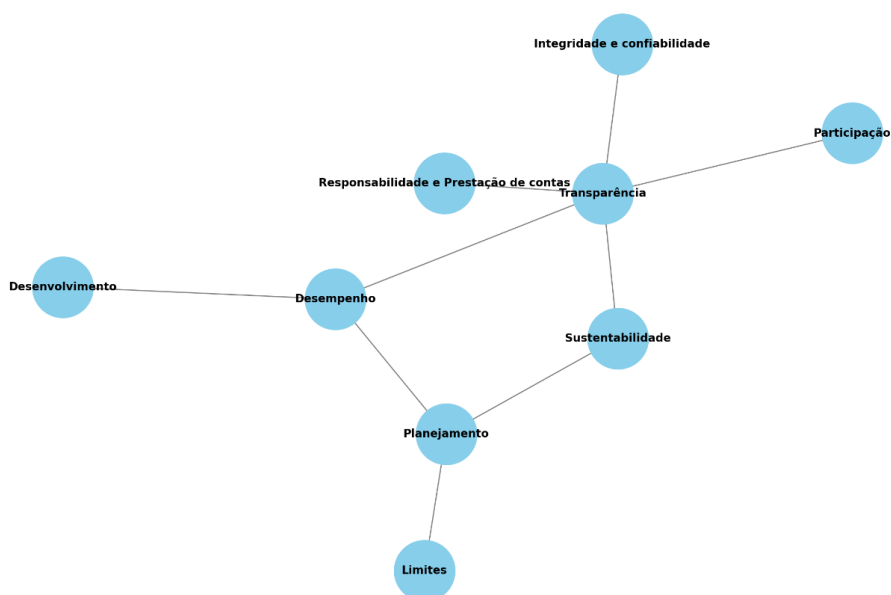 Integridade e confiabilidade
Participação
Responsabilidade e Prestação de contas
Transparência
Desenvolvimento
Desempenho
Sustentabilidade
Planejamento
Limites